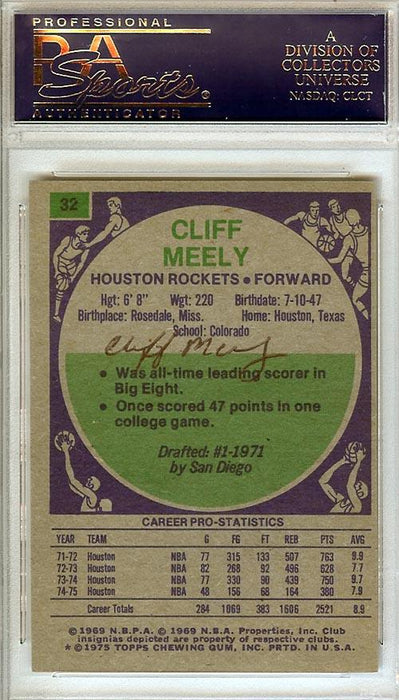 PROFESSIONAL
PSA
Sports.
AUTHENTICATOR
A
DIVISION OF
COLLECTORS
UNIVERSE
NASDAQ: CLCT
32
CLIFF
MEELY
HOUSTON ROCKETS • FORWARD
Hgt: 6' 8" Wgt: 220 Birthdate: 7-10-47
Birthplace: Rosedale, Miss. Home: Houston, Texas
School: Colorado
Cliff Meely
• Was all-time leading scorer in
Big Eight.
• Once scored 47 points in one
college game.
Drafted: #1-1971
by San Diego
CAREER PRO-STATISTICS
YEAR TEAM G FG FT REB PTS AVG
71-72 Houston NBA 77 315 133 507 763 9.9
72-73 Houston NBA 82 268 92 496 628 7.7
73-74 Houston NBA 77 330 90 439 750 9.7
74-75 Houston NBA 48 156 68 164 380 7.9
Career Totals 284 1069 383 1606 2521 8.9
© 1969 N.B.P.A. © 1969 N.B.A. Properties, Inc. Club
insignias depicted are property of respective clubs.
* © 1975 TOPPS CHEWING GUM, INC. PRTD. IN U.S.A.